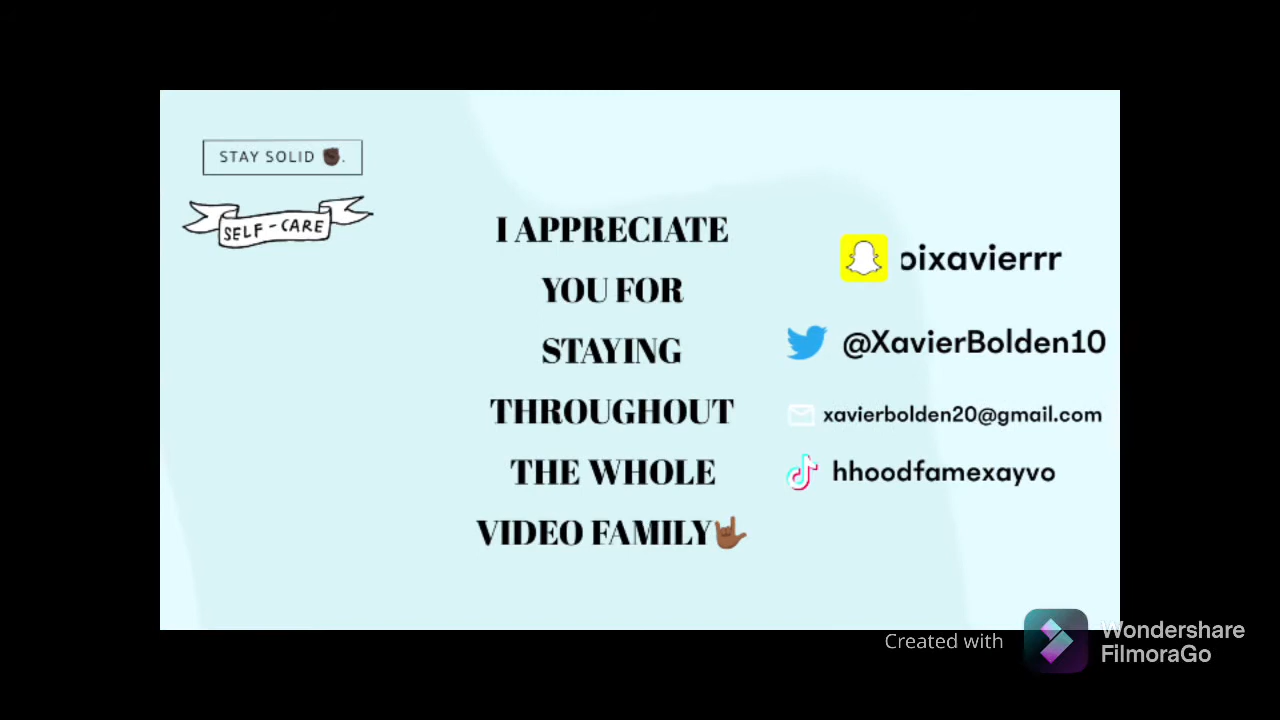 STAY SOLID ✊🏿.
SELF-CARE
I APPRECIATE
YOU FOR
STAYING
THROUGHOUT
THE WHOLE
VIDEO FAMILY🤟🏾
@XavierBolden10
xavierbolden20@gmail.com
hhoodfamexayvo
Created with
Wondershare
FilmoraGo